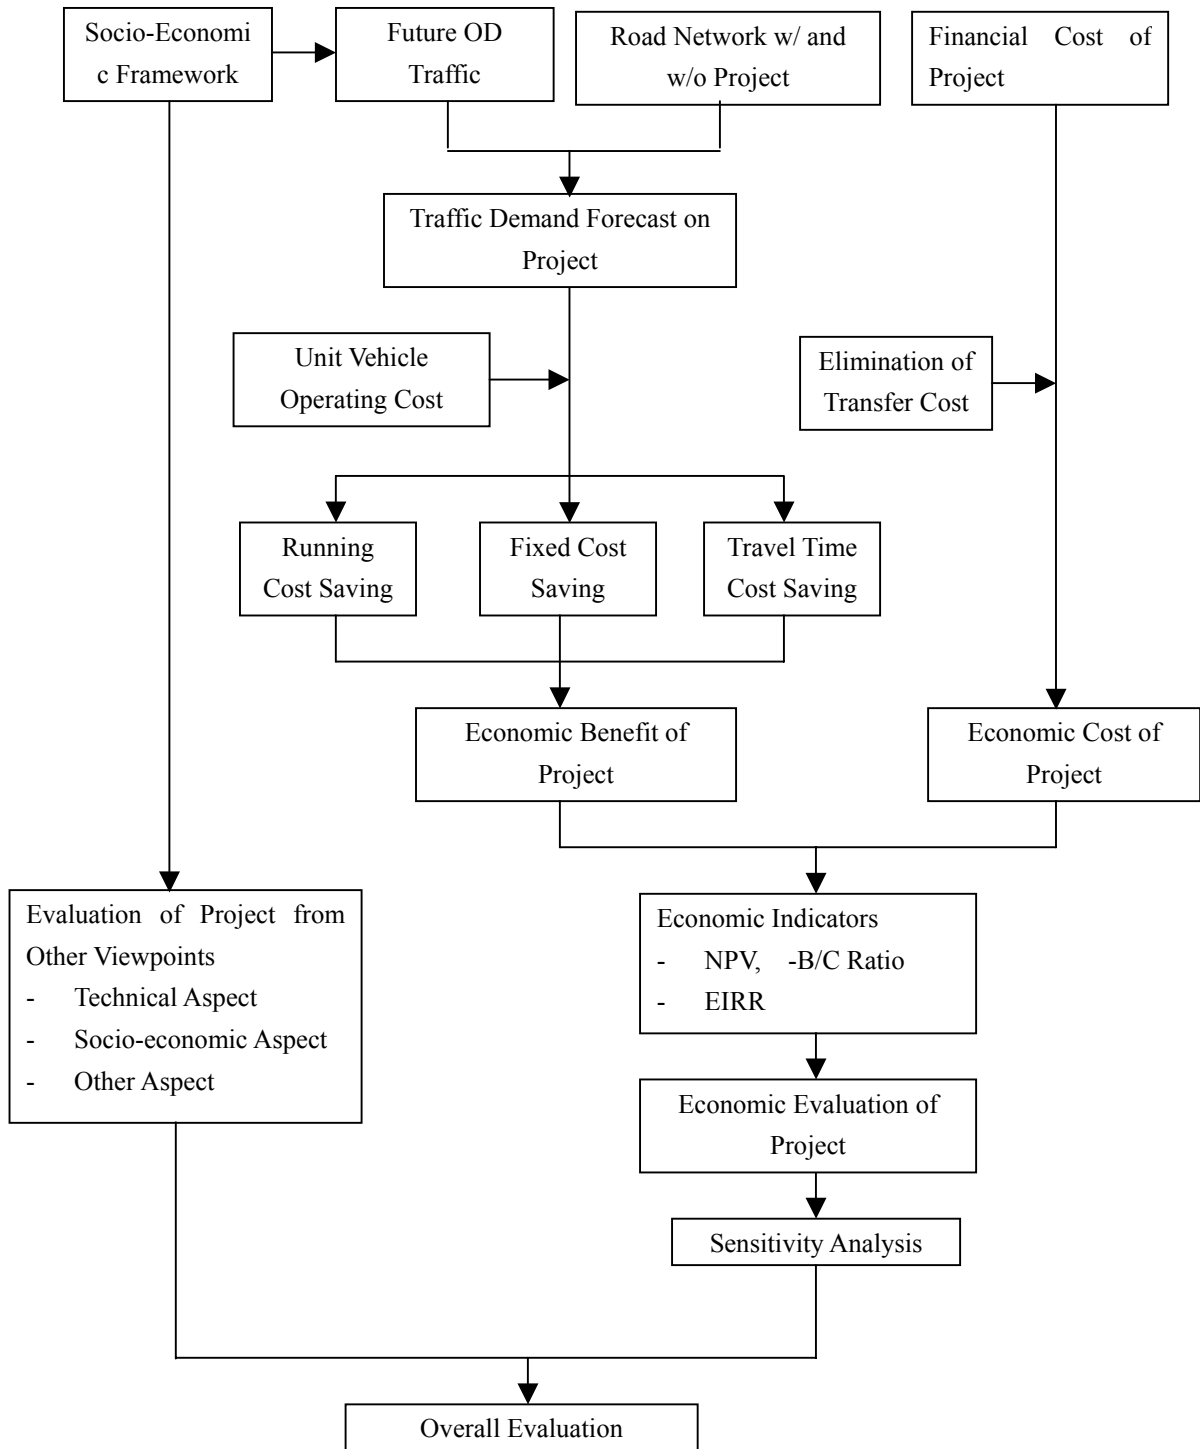 Socio-Economi
c Framework
Future OD
Traffic
Road Network w/ and
w/o Project
Financial Cost of
Project
Traffic Demand Forecast on
Project
Unit Vehicle
Operating Cost
Elimination of
Transfer Cost
Running
Cost Saving
Fixed Cost
Saving
Travel Time
Cost Saving
Economic Benefit of
Project
Economic Cost of
Project
Evaluation of Project from
Other Viewpoints
- Technical Aspect
- Socio-economic Aspect
- Other Aspect
Economic Indicators
- NPV, -B/C Ratio
- EIRR
Economic Evaluation of
Project
Sensitivity Analysis
Overall Evaluation